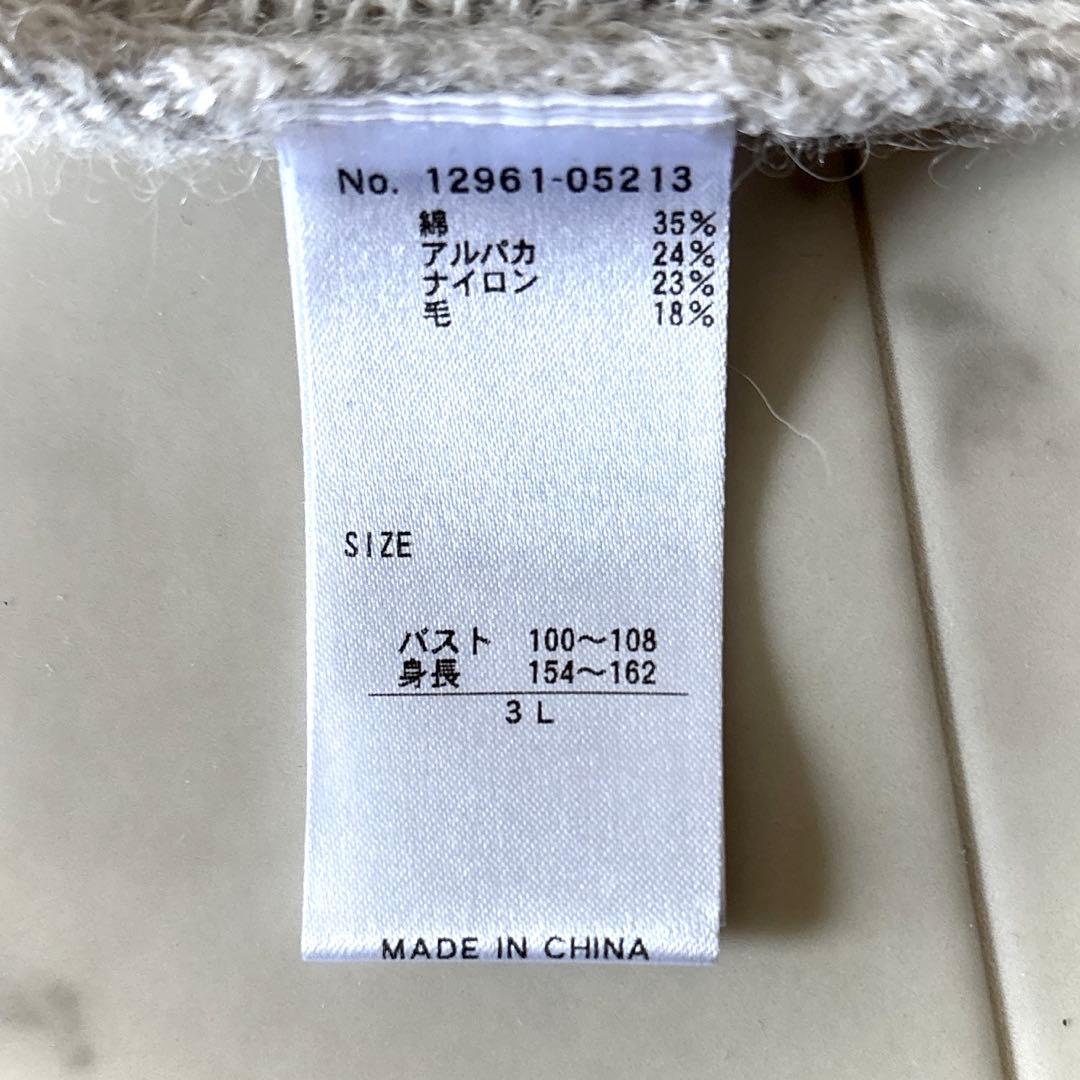 No. 12961-05213
綿 35%
アルパカ 24%
ナイロン 23%
毛 18%
SIZE
バスト 100～108
身長 154～162
3L
MADE IN CHINA